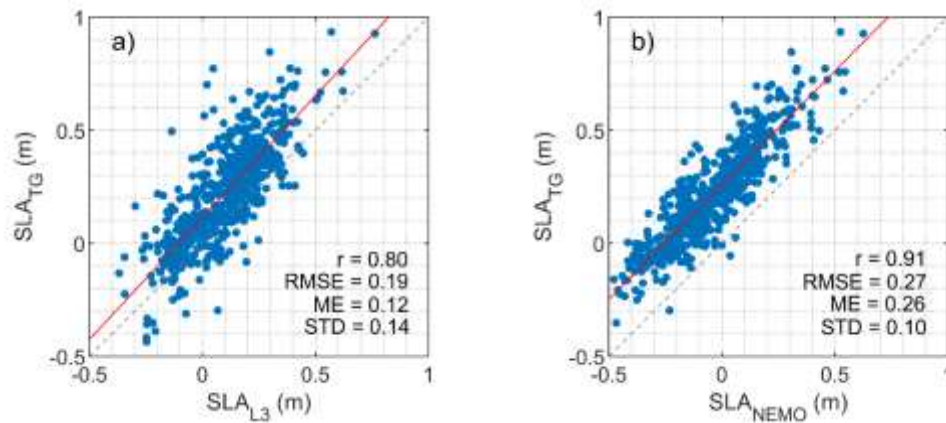 a)
1
0.5
0
-0.5
SLA_TG (m)
r = 0.80
RMSE = 0.19
ME = 0.12
STD = 0.14
-0.5
0
0.5
1
SLA_L3 (m)
b)
1
0.5
0
-0.5
SLA_TG (m)
r = 0.91
RMSE = 0.27
ME = 0.26
STD = 0.10
-0.5
0
0.5
1
SLA_NEMO (m)